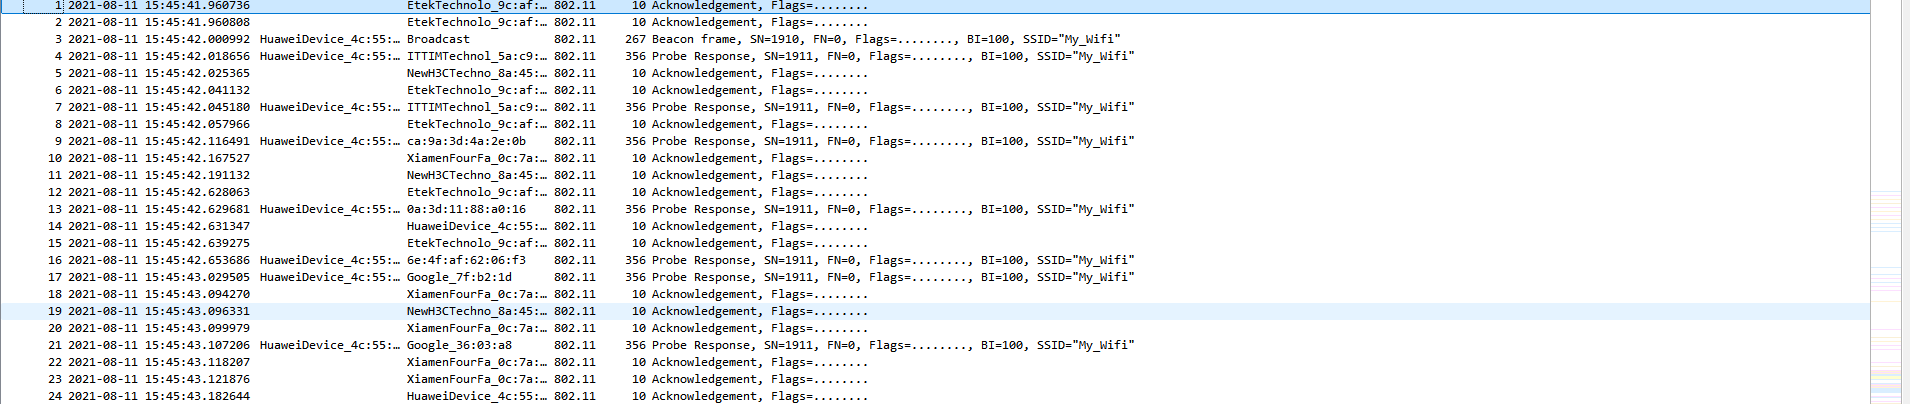 1 2021-08-11 15:45:41.960736 EtekTechnolo_9c:af:… 802.11 10 Acknowledgement, Flags=........
2 2021-08-11 15:45:41.960808 EtekTechnolo_9c:af:… 802.11 10 Acknowledgement, Flags=........
3 2021-08-11 15:45:42.000992 HuaweiDevice_4c:55:… Broadcast 802.11 267 Beacon frame, SN=1910, FN=0, Flags=........, BI=100, SSID="My_Wifi"
4 2021-08-11 15:45:42.018656 HuaweiDevice_4c:55:… ITTIMTechnol_5a:c9:… 802.11 356 Probe Response, SN=1911, FN=0, Flags=........, BI=100, SSID="My_Wifi"
5 2021-08-11 15:45:42.025365 NewH3CTechno_8a:45:… 802.11 10 Acknowledgement, Flags=........
6 2021-08-11 15:45:42.041132 EtekTechnolo_9c:af:… 802.11 10 Acknowledgement, Flags=........
7 2021-08-11 15:45:42.045180 HuaweiDevice_4c:55:… ITTIMTechnol_5a:c9:… 802.11 356 Probe Response, SN=1911, FN=0, Flags=........, BI=100, SSID="My_Wifi"
8 2021-08-11 15:45:42.057966 EtekTechnolo_9c:af:… 802.11 10 Acknowledgement, Flags=........
9 2021-08-11 15:45:42.116491 HuaweiDevice_4c:55:… ca:9a:3d:4a:2e:0b 802.11 356 Probe Response, SN=1911, FN=0, Flags=........, BI=100, SSID="My_Wifi"
10 2021-08-11 15:45:42.167527 XiamenFourFa_0c:7a:… 802.11 10 Acknowledgement, Flags=........
11 2021-08-11 15:45:42.191132 NewH3CTechno_8a:45:… 802.11 10 Acknowledgement, Flags=........
12 2021-08-11 15:45:42.628063 EtekTechnolo_9c:af:… 802.11 10 Acknowledgement, Flags=........
13 2021-08-11 15:45:42.629681 HuaweiDevice_4c:55:… 0a:3d:11:88:a0:16 802.11 356 Probe Response, SN=1911, FN=0, Flags=........, BI=100, SSID="My_Wifi"
14 2021-08-11 15:45:42.631347 HuaweiDevice_4c:55:… 802.11 10 Acknowledgement, Flags=........
15 2021-08-11 15:45:42.639275 EtekTechnolo_9c:af:… 802.11 10 Acknowledgement, Flags=........
16 2021-08-11 15:45:42.653686 HuaweiDevice_4c:55:… 6e:4f:af:62:06:f3 802.11 356 Probe Response, SN=1911, FN=0, Flags=........, BI=100, SSID="My_Wifi"
17 2021-08-11 15:45:43.029505 HuaweiDevice_4c:55:… Google_7f:b2:1d 802.11 356 Probe Response, SN=1911, FN=0, Flags=........, BI=100, SSID="My_Wifi"
18 2021-08-11 15:45:43.094270 XiamenFourFa_0c:7a:… 802.11 10 Acknowledgement, Flags=........
19 2021-08-11 15:45:43.096331 NewH3CTechno_8a:45:… 802.11 10 Acknowledgement, Flags=........
20 2021-08-11 15:45:43.099979 XiamenFourFa_0c:7a:… 802.11 10 Acknowledgement, Flags=........
21 2021-08-11 15:45:43.107206 HuaweiDevice_4c:55:… Google_36:03:a8 802.11 356 Probe Response, SN=1911, FN=0, Flags=........, BI=100, SSID="My_Wifi"
22 2021-08-11 15:45:43.118207 XiamenFourFa_0c:7a:… 802.11 10 Acknowledgement, Flags=........
23 2021-08-11 15:45:43.121876 XiamenFourFa_0c:7a:… 802.11 10 Acknowledgement, Flags=........
24 2021-08-11 15:45:43.182644 HuaweiDevice_4c:55:… 802.11 10 Acknowledgement, Flags=........